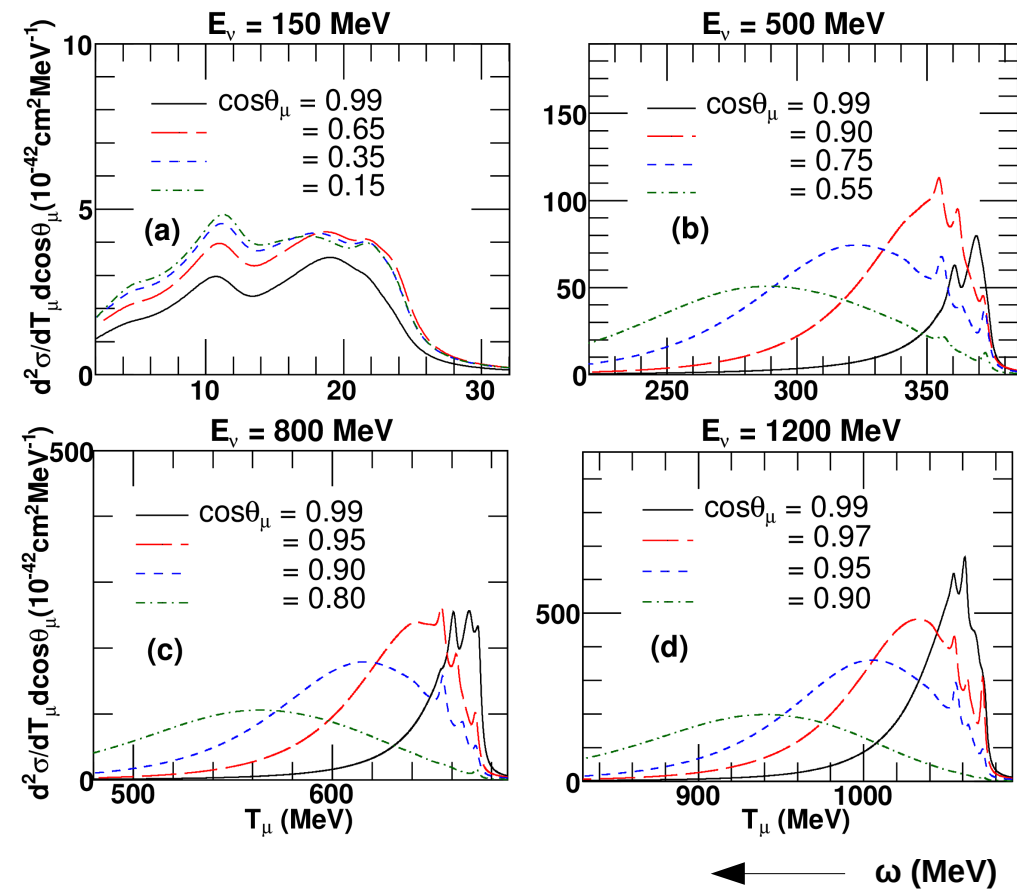 E_ν = 150 MeV
d²σ/dT_μdcosθ_μ(10⁻⁴²cm²MeV⁻¹)
10
5
0
10
20
30
cosθ_μ = 0.99
= 0.65
= 0.35
= 0.15
(a)
E_ν = 500 MeV
150
100
50
0
250
300
350
cosθ_μ = 0.99
= 0.90
= 0.75
= 0.55
(b)
E_ν = 800 MeV
d²σ/dT_μdcosθ_μ(10⁻⁴²cm²MeV⁻¹)
500
0
500
600
cosθ_μ = 0.99
= 0.95
= 0.90
= 0.80
(c)
T_μ (MeV)
E_ν = 1200 MeV
500
0
900
1000
cosθ_μ = 0.99
= 0.97
= 0.95
= 0.90
(d)
T_μ (MeV)
ω (MeV)